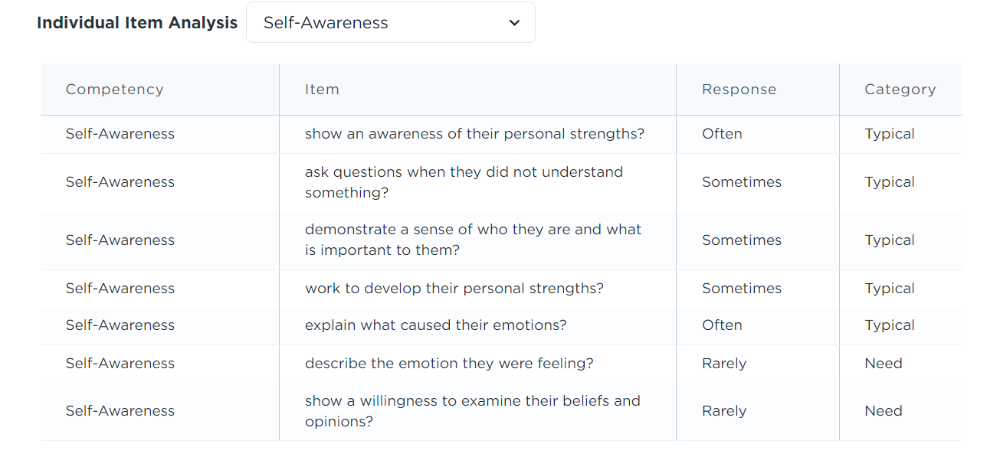 Individual Item Analysis Self-Awareness
Competency Item Response Category
Self-Awareness show an awareness of their personal strengths? Often Typical
Self-Awareness ask questions when they did not understand
something? Sometimes Typical
Self-Awareness demonstrate a sense of who they are and what
is important to them? Sometimes Typical
Self-Awareness work to develop their personal strengths? Sometimes Typical
Self-Awareness explain what caused their emotions? Often Typical
Self-Awareness describe the emotion they were feeling? Rarely Need
Self-Awareness show a willingness to examine their beliefs and
opinions? Rarely Need